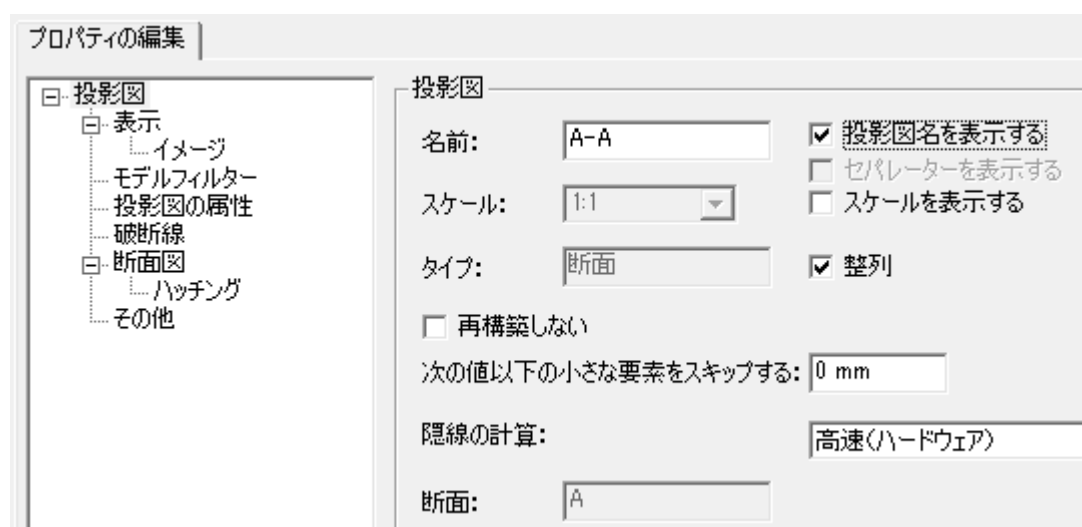 プロパティの編集
投影図
表示
イメージ
モデルフィルター
投影図の属性
破断線
断面図
ハッチング
その他
投影図
名前: A-A 投影図名を表示する
セパレーターを表示する
スケール: 1:1 スケールを表示する
タイプ: 断面 整列
再構築しない
次の値以下の小さな要素をスキップする: 0 mm
隠線の計算: 高速(ハードウェア)
断面: A